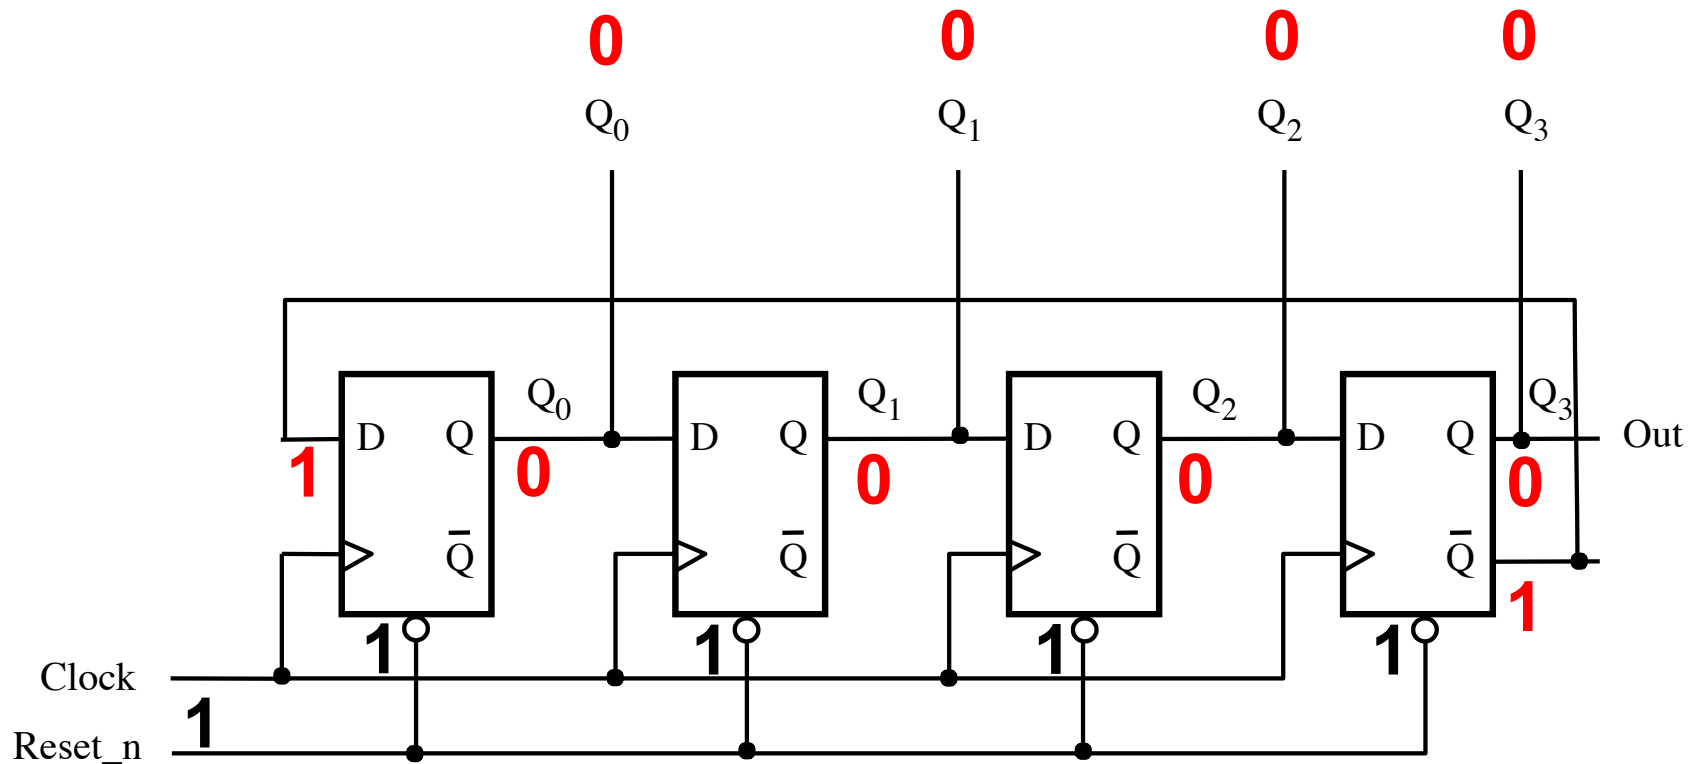 0 0 0 0
Q0 Q1 Q2 Q3
Q0 Q1 Q2 Q3
D Q D Q D Q D Q Out
1 0 0 0 0
Q̅ Q̅ Q̅ Q̅
1
1 1 1 1
Clock
1
Reset_n